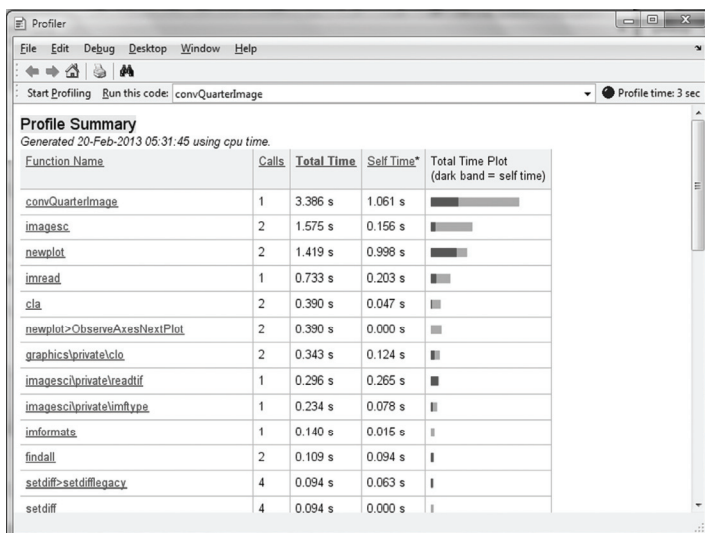 Profiler
File Edit Debug Desktop Window Help
Start Profiling Run this code: convQuarterImage Profile time: 3 sec
Profile Summary
Generated 20-Feb-2013 05:31:45 using cpu time.
Function Name Calls Total Time Self Time* Total Time Plot
(dark band = self time)
convQuarterImage 1 3.386 s 1.061 s
imagesc 2 1.575 s 0.156 s
newplot 2 1.419 s 0.998 s
imread 1 0.733 s 0.203 s
cla 2 0.390 s 0.047 s
newplot>ObserveAxesNextPlot 2 0.390 s 0.000 s
graphics\private\clo 2 0.343 s 0.124 s
imagesci\private\readtif 1 0.296 s 0.265 s
imagesci\private\imftype 1 0.234 s 0.078 s
imformats 1 0.140 s 0.015 s
findall 2 0.109 s 0.094 s
setdiff>setdifflegacy 4 0.094 s 0.063 s
setdiff 4 0.094 s 0.000 s